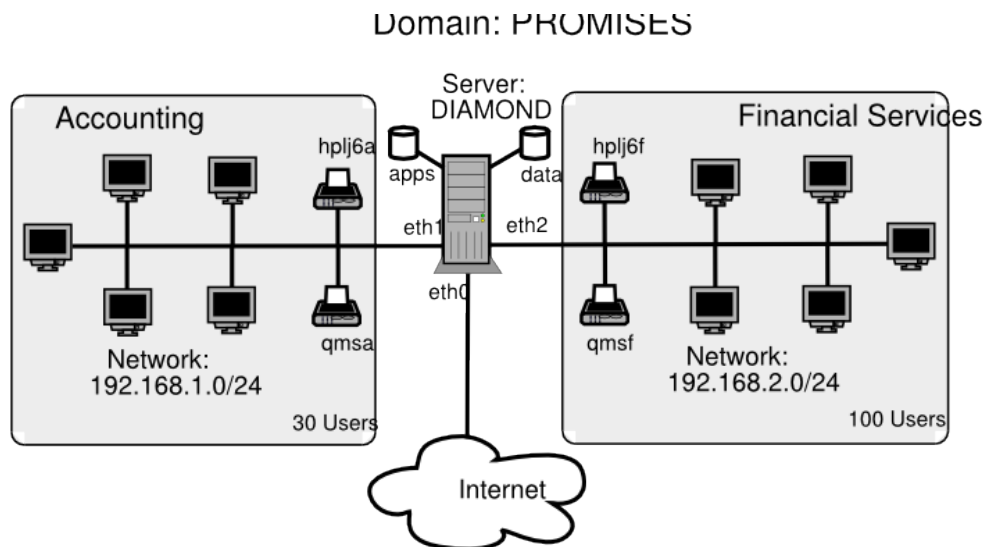 Domain: PROMISES
Server:
DIAMOND
Accounting
Financial Services
hplj6a
apps
data
hplj6f
eth1
eth2
eth0
qmsa
qmsf
Network:
192.168.1.0/24
Network:
192.168.2.0/24
30 Users
100 Users
Internet